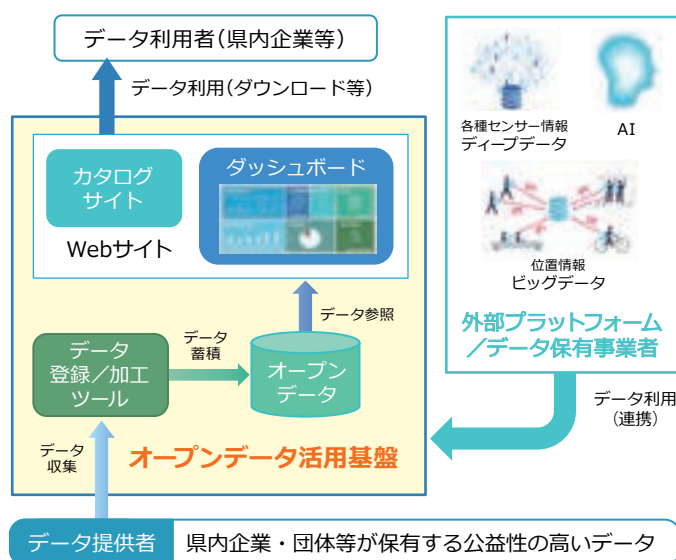 データ利用者（県内企業等）
データ利用（ダウンロード等）
カタログ
サイト
ダッシュボード
Webサイト
データ参照
データ
登録／加工
ツール
データ
蓄積
オープン
データ
データ
収集
オープンデータ活用基盤
各種センサー情報
ディープデータ
AI
位置情報
ビッグデータ
外部プラットフォーム
／データ保有事業者
データ利用
（連携）
データ提供者
県内企業・団体等が保有する公益性の高いデータ